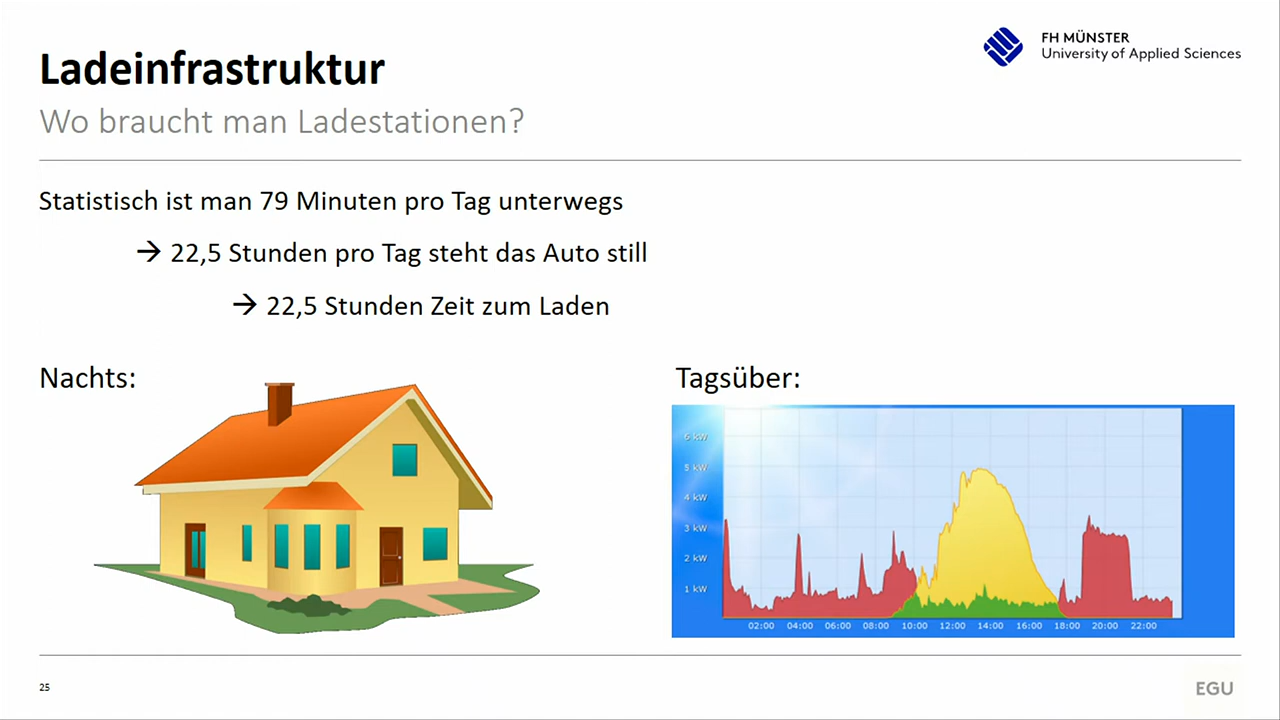 FH MÜNSTER
University of Applied Sciences
Ladeinfrastruktur
Wo braucht man Ladestationen?
Statistisch ist man 79 Minuten pro Tag unterwegs
→ 22,5 Stunden pro Tag steht das Auto still
→ 22,5 Stunden Zeit zum Laden
Nachts:
Tagsüber:
6 kW
5 kW
4 kW
3 kW
2 kW
1 kW
02:00 04:00 06:00 08:00 10:00 12:00 14:00 16:00 18:00 20:00 22:00
25
EGU